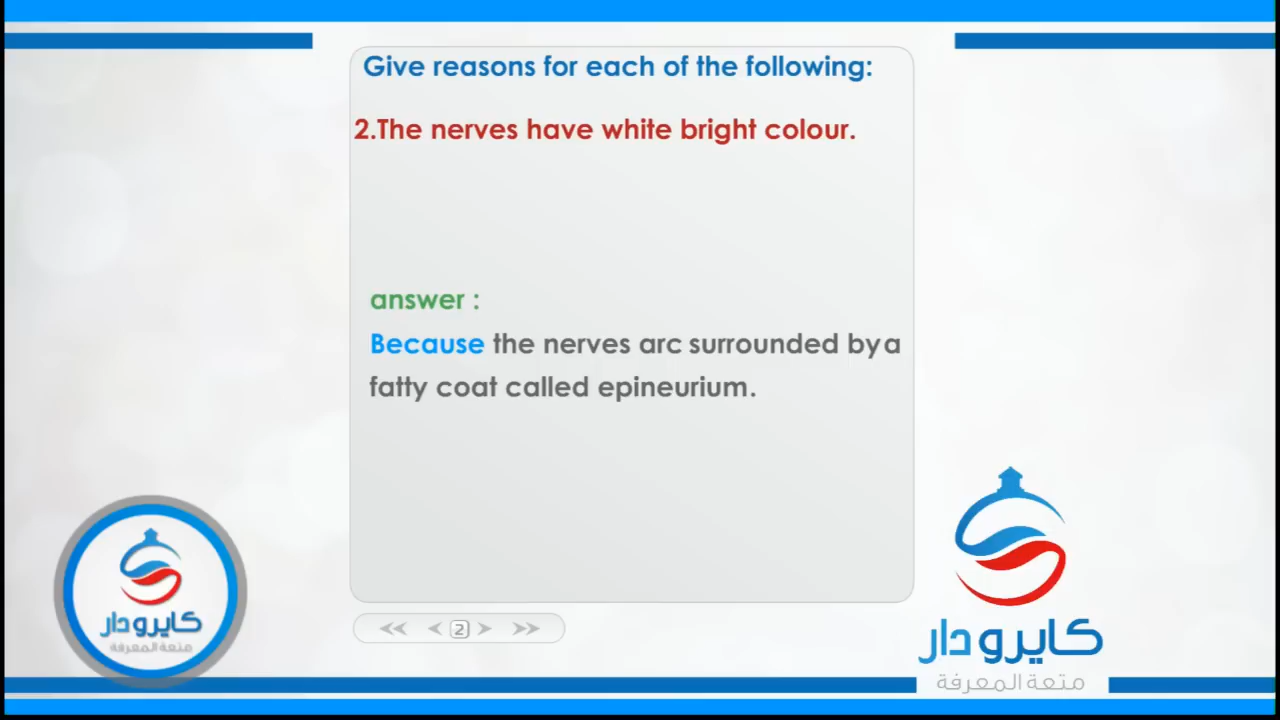 Give reasons for each of the following:
2.The nerves have white bright colour.
answer :
Because the nerves arc surrounded by a
fatty coat called epineurium.
2
كايرو دار
متعة المعرفة
كايرو دار
متعة المعرفة